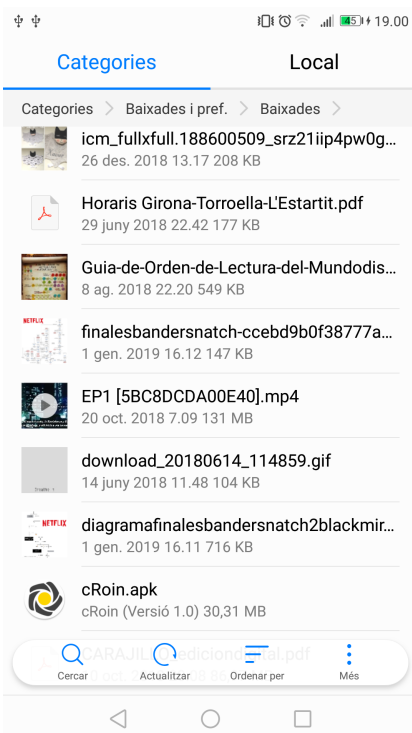 45 19.00
Categories Local
Categories Baixades i pref. Baixades
icm_fullxfull.188600509_srz21iip4pw0g...
26 des. 2018 13.17 208 KB
Horaris Girona-Torroella-L'Estartit.pdf
29 juny 2018 22.42 177 KB
Guia-de-Orden-de-Lectura-del-Mundodis...
8 ag. 2018 22.20 549 KB
NETFLIX
finalesbandersnatch-ccebd9b0f38777a...
1 gen. 2019 16.12 147 KB
EP1 [5BC8DCDA00E40].mp4
20 oct. 2018 7.09 131 MB
download_20180614_114859.gif
14 juny 2018 11.48 104 KB
NETFLIX
diagramafinalesbandersnatch2blackmir...
1 gen. 2019 16.11 716 KB
cRoin.apk
cRoin (Versió 1.0) 30,31 MB
Cercar Actualitzar Ordenar per Més